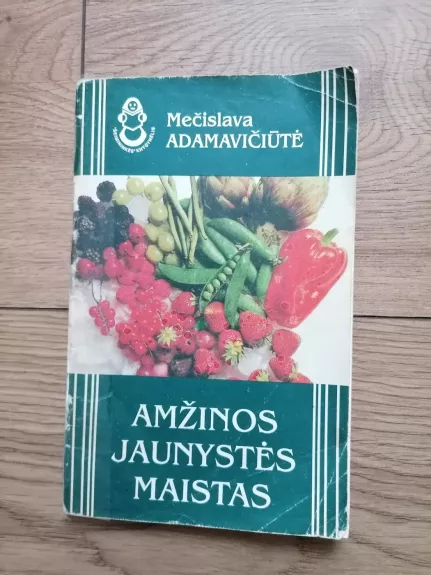 Mečislava
ADAMAVIČIŪTĖ
AMŽINOS
JAUNYSTĖS
MAISTAS